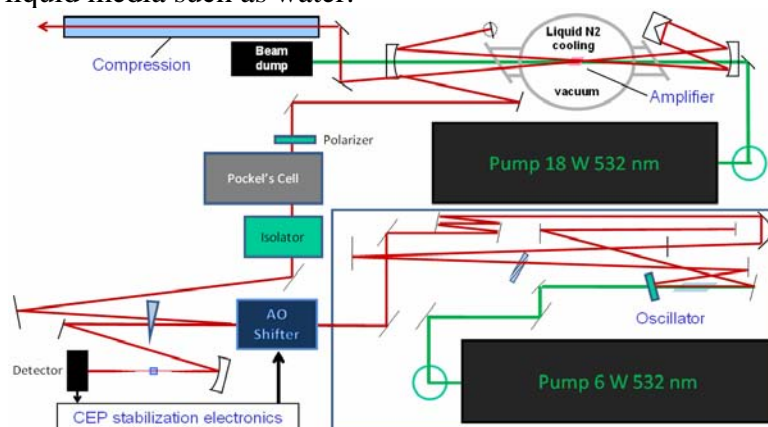 liquid media such as water.
Compression
Beam
dump
Liquid N2
cooling
vacuum
Amplifier
Polarizer
Pump 18 W 532 nm
Pockel's Cell
Isolator
AO
Shifter
Oscillator
Detector
Pump 6 W 532 nm
CEP stabilization electronics